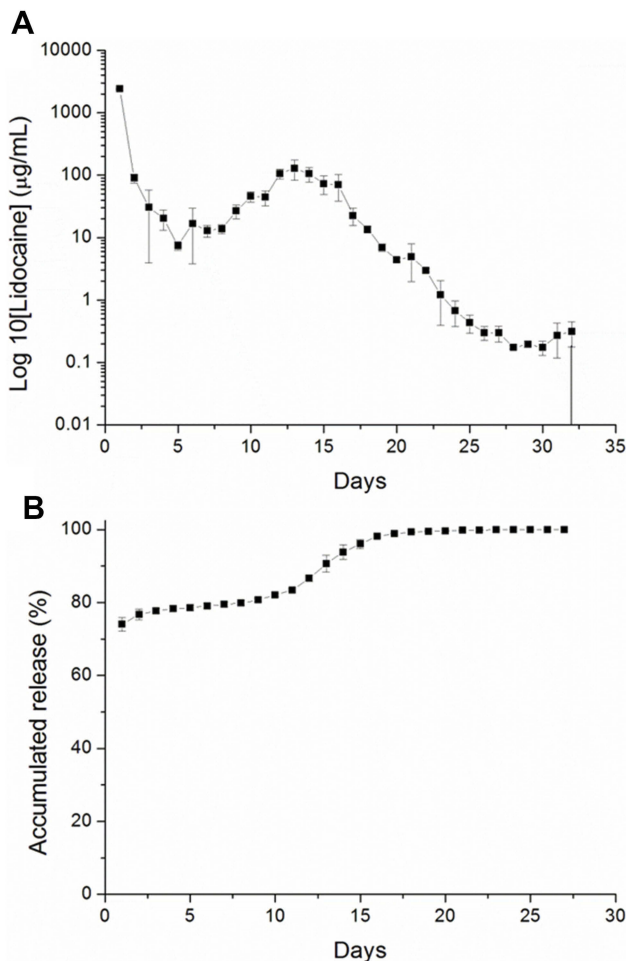 A
10000
1000
100
10
1
0.1
0.01
Log 10[Lidocaine] (μg/mL)
0 5 10 15 20 25 30 35
Days
B
100
80
60
40
20
0
Accumulated release (%)
0 5 10 15 20 25 30
Days